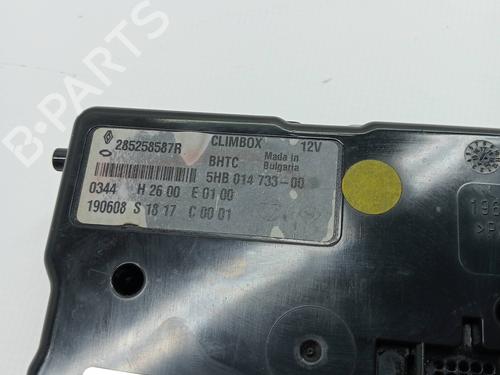 B-PARTS
285258587R CLIMBOX 12V
BHTC Made in
Bulgaria
5HB 014 733-00
0344 H 26 00 E 01 00
190608 S 18 17 C 00 01